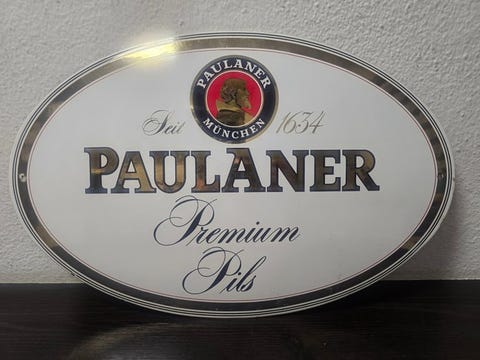 PAULANER
MÜNCHEN
Seit 1634
PAULANER
Premium
Pils